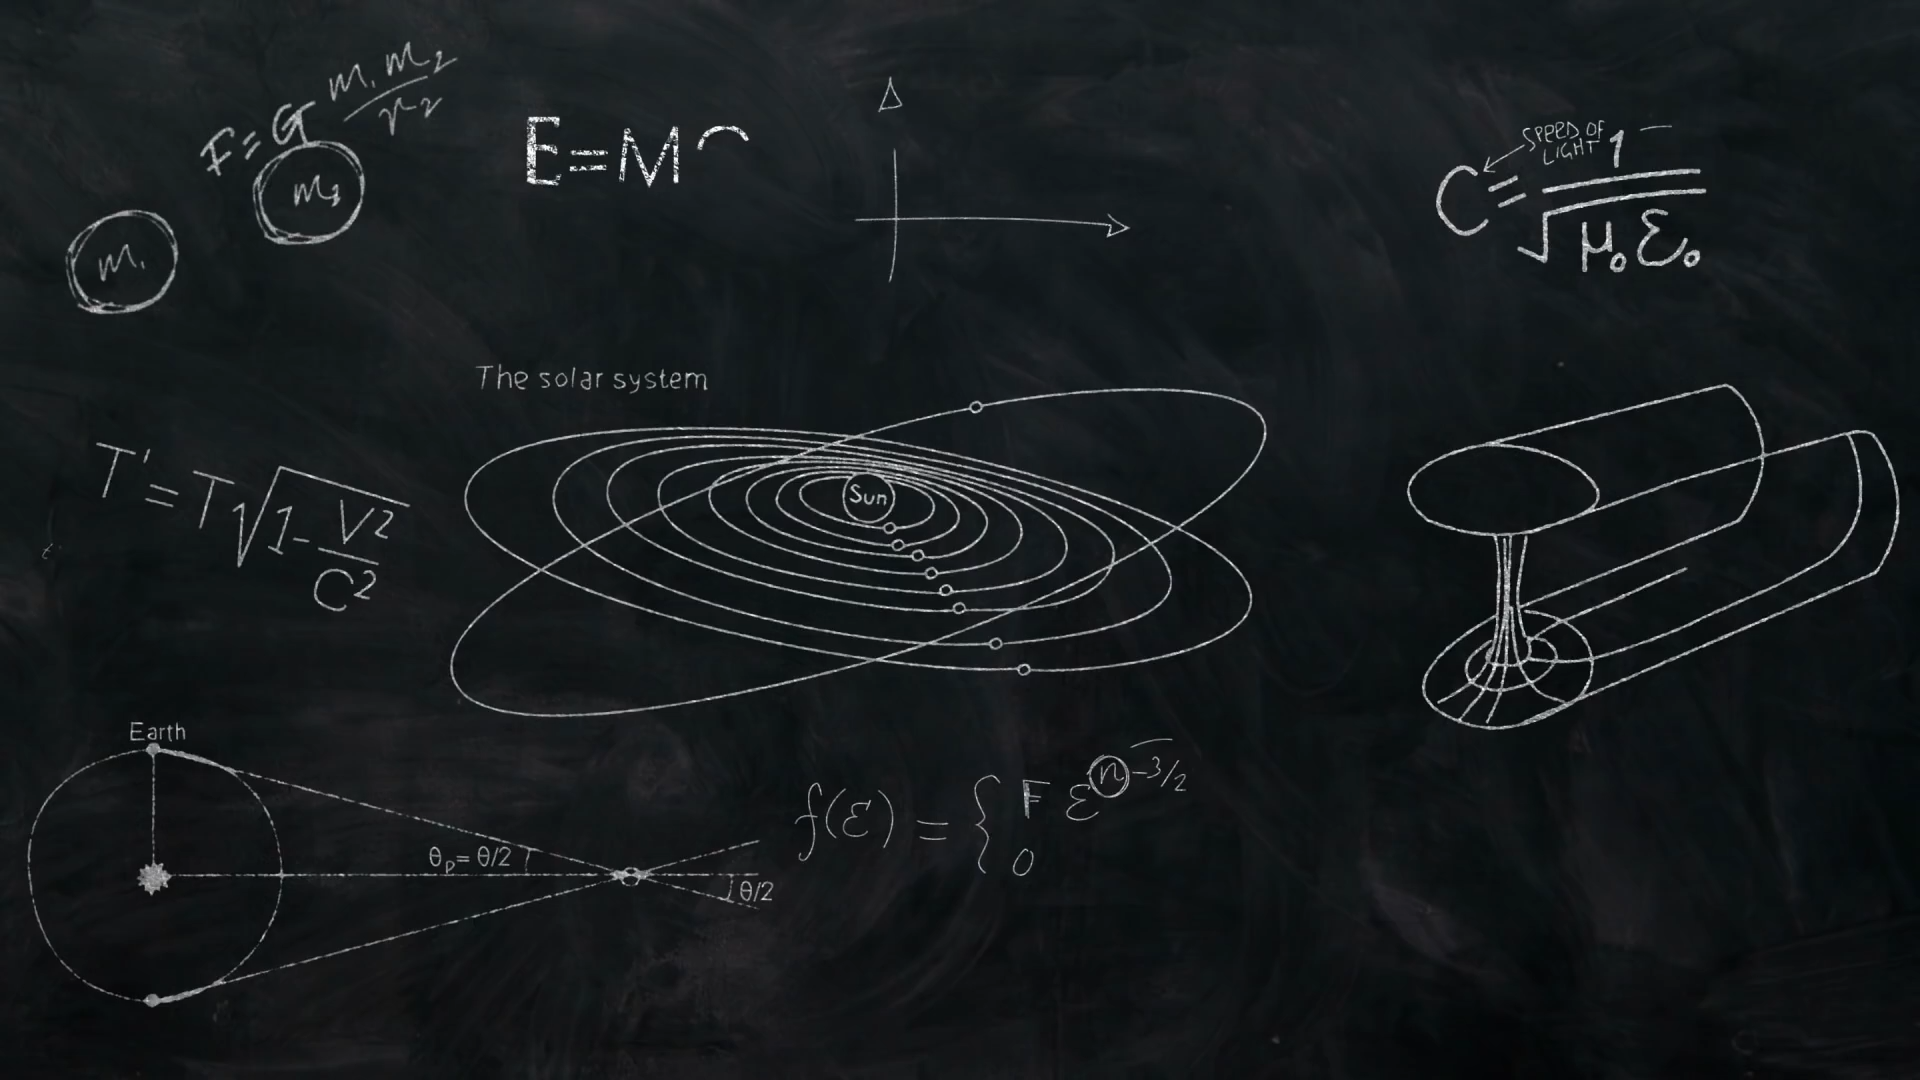 F=G m₁m₂/r²
m₂
m₁
E=M
SPEED OF
LIGHT
C=1/√μ₀ε₀
The solar system
Sun
T'=T√1-V²/C²
Earth
θp=θ/2
θ/2
f(ε) = { F ε^n-3/2
0